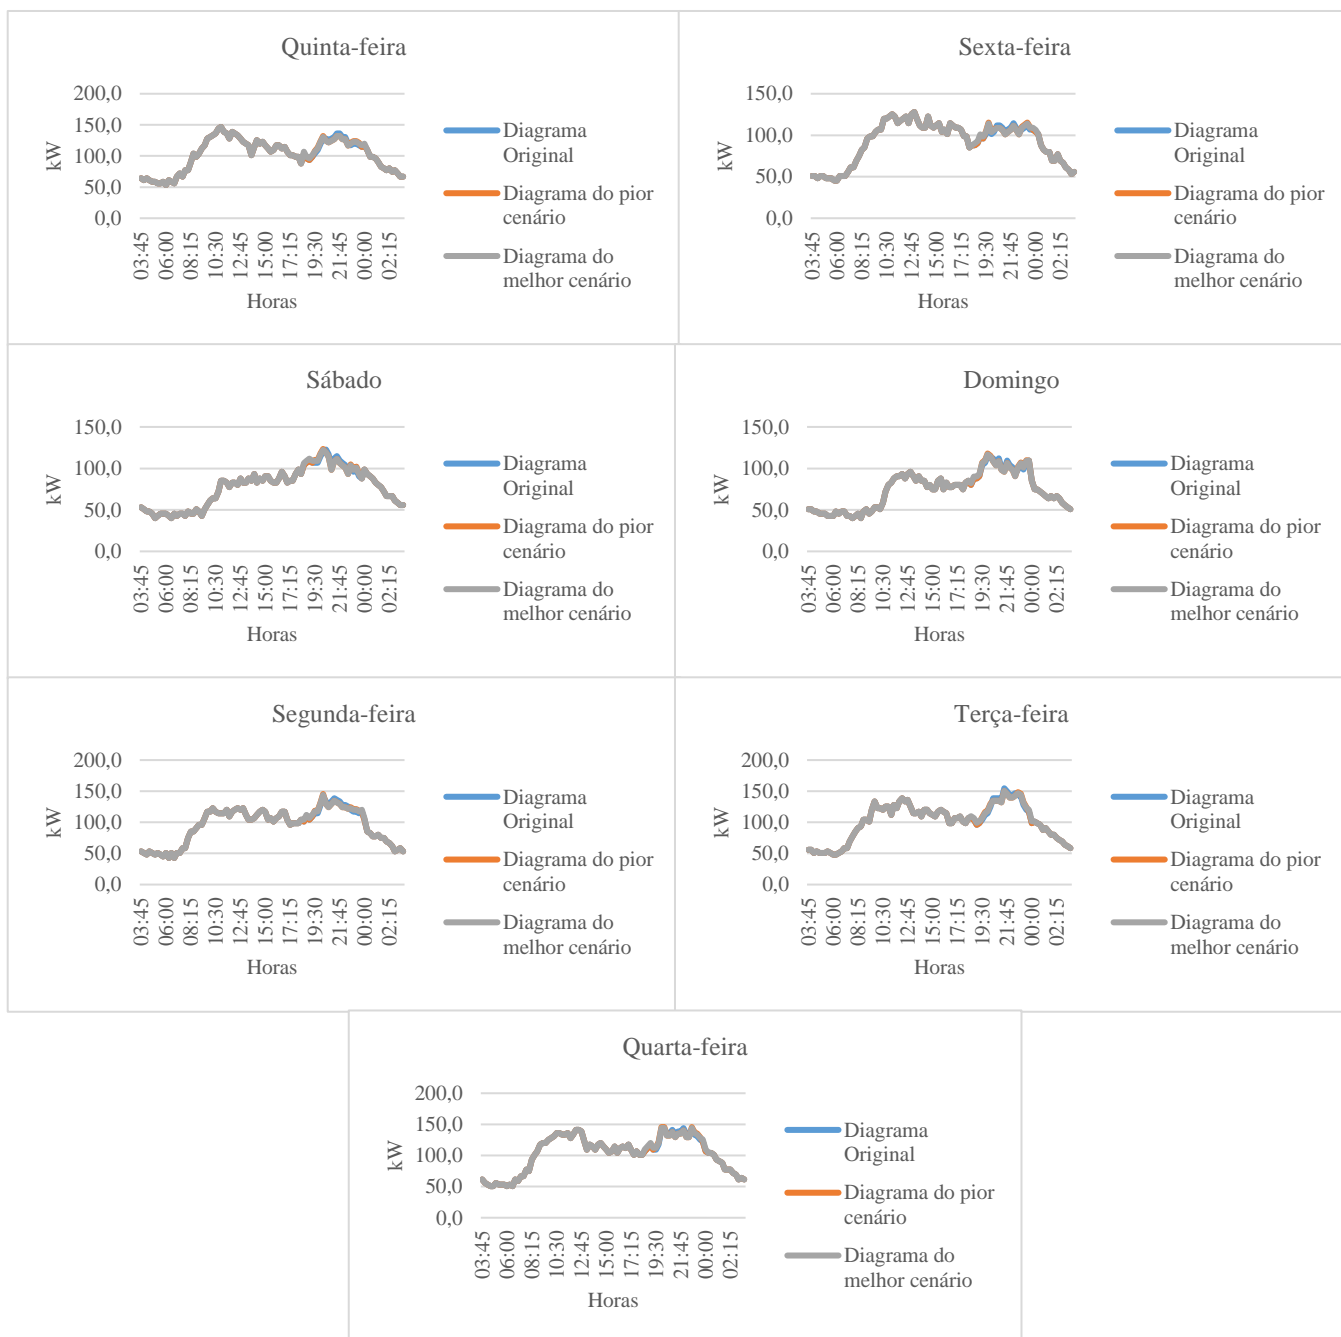 Quinta-feira
200,0
150,0
100,0
50,0
0,0
kW
03:45
06:00
08:15
10:30
12:45
15:00
17:15
19:30
21:45
00:00
02:15
Horas
Diagrama
Original
Diagrama do pior
cenário
Diagrama do
melhor cenário
Sexta-feira
150,0
100,0
50,0
0,0
kW
03:45
06:00
08:15
10:30
12:45
15:00
17:15
19:30
21:45
00:00
02:15
Horas
Diagrama
Original
Diagrama do pior
cenário
Diagrama do
melhor cenário
Sábado
150,0
100,0
50,0
0,0
kW
03:45
06:00
08:15
10:30
12:45
15:00
17:15
19:30
21:45
00:00
02:15
Horas
Diagrama
Original
Diagrama do pior
cenário
Diagrama do
melhor cenário
Domingo
150,0
100,0
50,0
0,0
kW
03:45
06:00
08:15
10:30
12:45
15:00
17:15
19:30
21:45
00:00
02:15
Horas
Diagrama
Original
Diagrama do pior
cenário
Diagrama do
melhor cenário
Segunda-feira
200,0
150,0
100,0
50,0
0,0
kW
03:45
06:00
08:15
10:30
12:45
15:00
17:15
19:30
21:45
00:00
02:15
Horas
Diagrama
Original
Diagrama do pior
cenário
Diagrama do
melhor cenário
Terça-feira
200,0
150,0
100,0
50,0
0,0
kW
03:45
06:00
08:15
10:30
12:45
15:00
17:15
19:30
21:45
00:00
02:15
Horas
Diagrama
Original
Diagrama do pior
cenário
Diagrama do
melhor cenário
Quarta-feira
200,0
150,0
100,0
50,0
0,0
kW
03:45
06:00
08:15
10:30
12:45
15:00
17:15
19:30
21:45
00:00
02:15
Horas
Diagrama
Original
Diagrama do pior
cenário
Diagrama do
melhor cenário